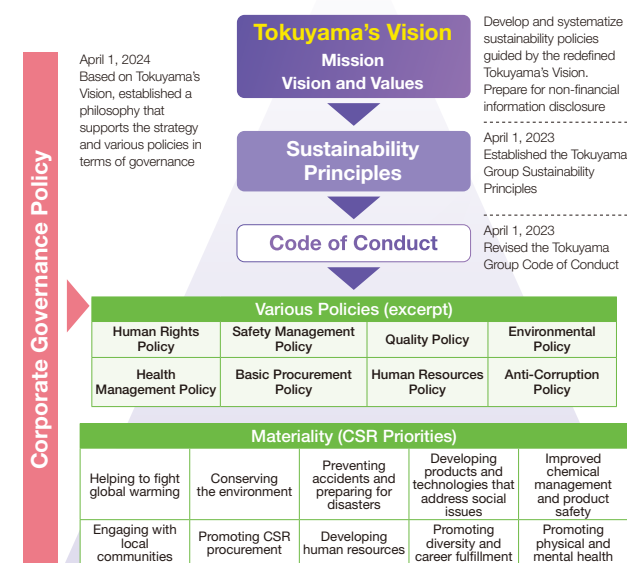 Corporate Governance Policy
April 1, 2024
Based on Tokuyama's
Vision, established a
philosophy that
supports the strategy
and various policies in
terms of governance
Tokuyama's Vision
Mission
Vision and Values
Develop and systematize
sustainability policies
guided by the redefined
Tokuyama's Vision.
Prepare for non-financial
information disclosure
Sustainability
Principles
April 1, 2023
Established the Tokuyama
Group Sustainability
Principles
Code of Conduct
April 1, 2023
Revised the Tokuyama
Group Code of Conduct
Various Policies (excerpt)
Human Rights
Policy
Safety Management
Policy
Quality Policy
Environmental
Policy
Health
Management Policy
Basic Procurement
Policy
Human Resources
Policy
Anti-Corruption
Policy
Materiality (CSR Priorities)
Helping to fight
global warming
Conserving
the environment
Preventing
accidents and
preparing for
disasters
Developing
products and
technologies that
address social
issues
Improved
chemical
management
and product
safety
Engaging with
local
communities
Promoting CSR
procurement
Developing
human resources
Promoting
diversity and
career fulfillment
Promoting
physical and
mental health